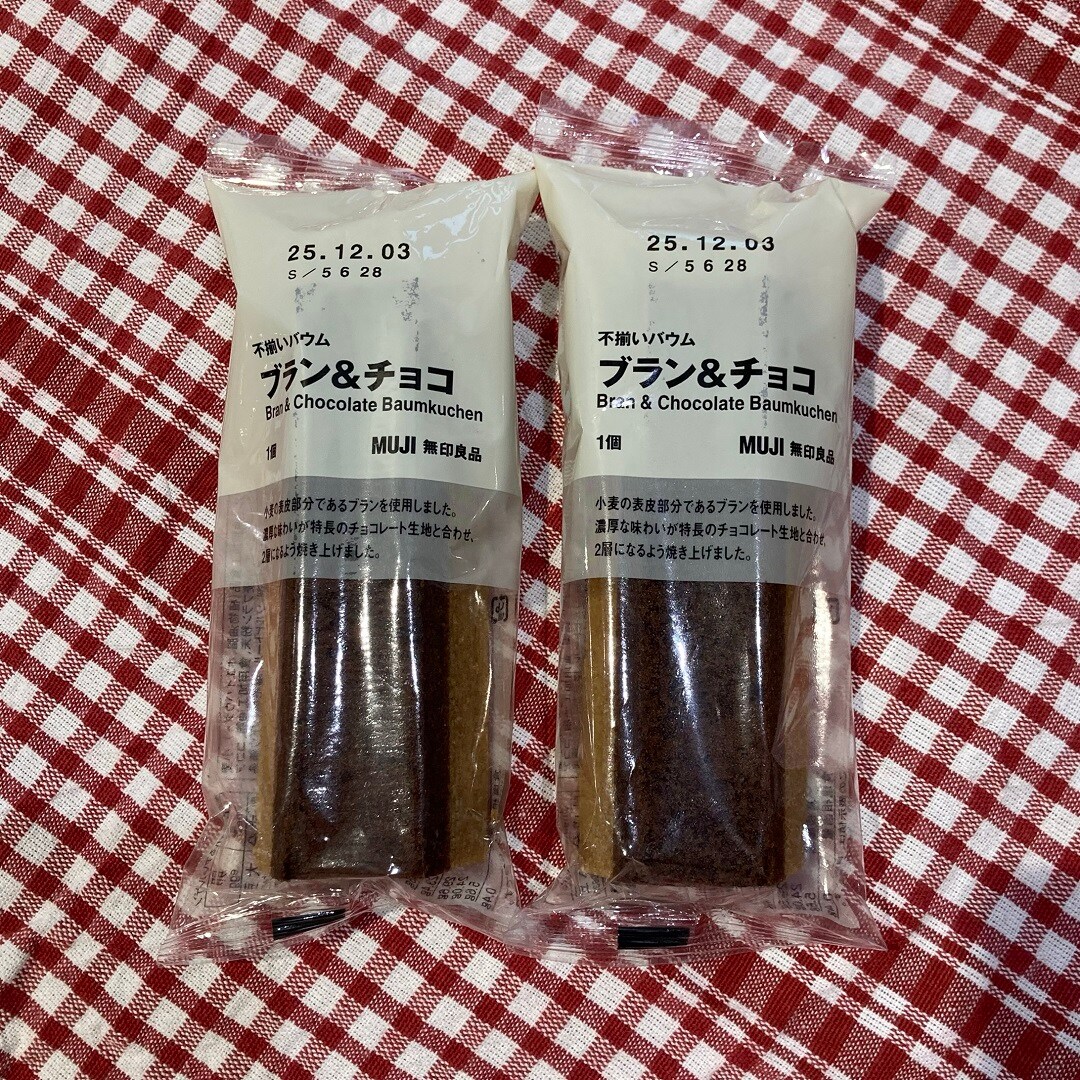 25.12.03
S/5628
不揃いバウム
ブラン&チョコ
Bran & Chocolate Baumkuchen
1個
MUJI 無印良品
小麦の表皮部分であるブランを使用しました。
濃厚な味わいが特長のチョコレート生地と合わせ、
2層になるよう焼き上げました。
25.12.03
S/5628
不揃いバウム
ブラン&チョコ
Bran & Chocolate Baumkuchen
1個
MUJI 無印良品
小麦の表皮部分であるブランを使用しました。
濃厚な味わいが特長のチョコレート生地と合わせ、
2層になるよう焼き上げました。